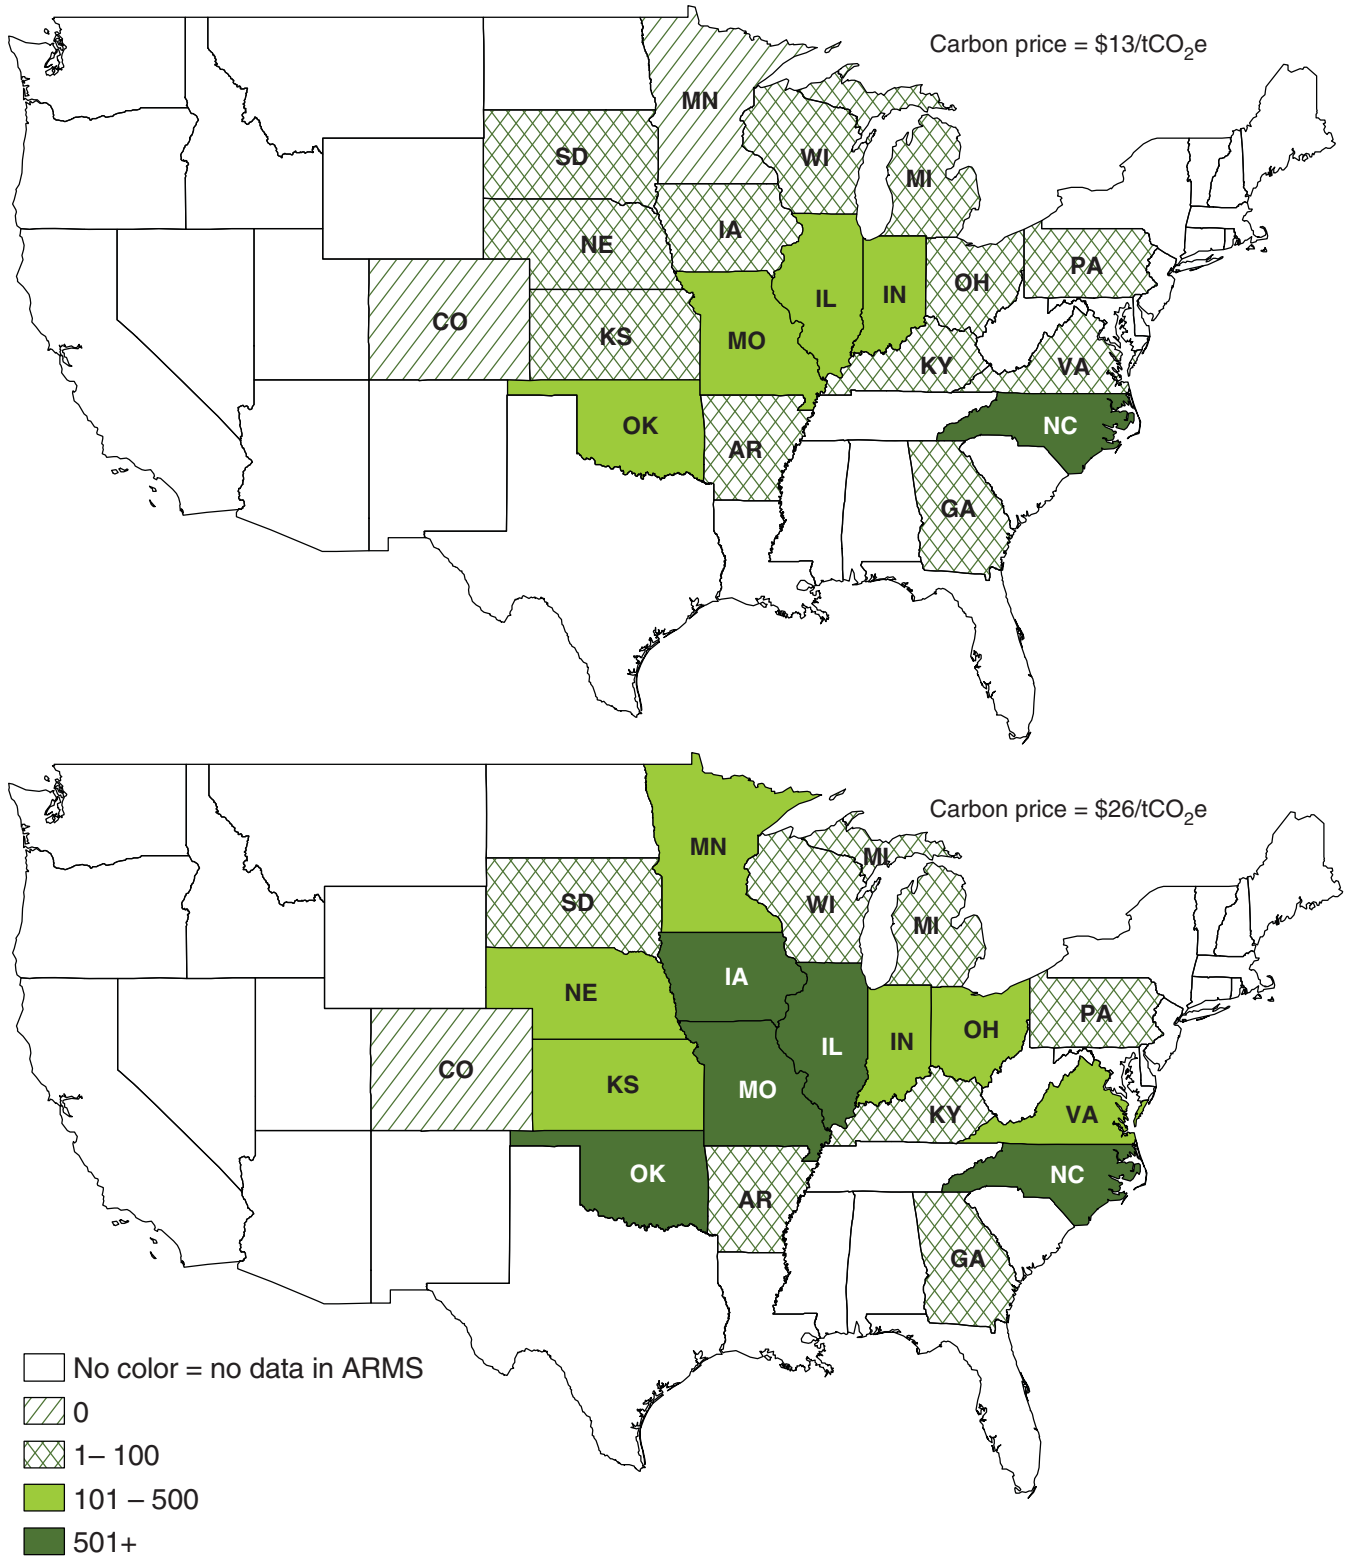 Carbon price = $13/tCO2e
MN
SD
WI
MI
IA
NE
PA
OH
CO
IL
IN
KS
MO
KY
VA
OK
NC
AR
GA
Carbon price = $26/tCO2e
MN
MI
SD
WI
MI
IA
NE
PA
OH
IN
IL
CO
KS
MO
KY
VA
OK
NC
AR
GA
No color = no data in ARMS
0
1– 100
101 – 500
501+